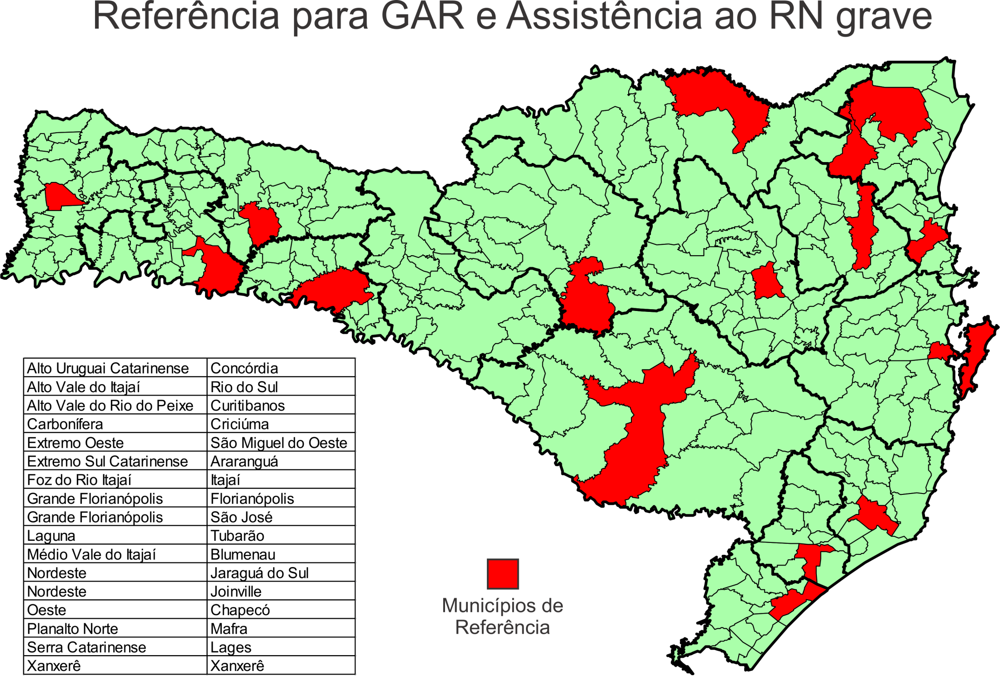 Referência para GAR e Assistência ao RN grave
Alto Uruguai Catarinense Concórdia
Alto Vale do Itajaí Rio do Sul
Alto Vale do Rio do Peixe Curitibanos
Carbonífera Criciúma
Extremo Oeste São Miguel do Oeste
Extremo Sul Catarinense Araranguá
Foz do Rio Itajaí Itajaí
Grande Florianópolis Florianópolis
Grande Florianópolis São José
Laguna Tubarão
Médio Vale do Itajaí Blumenau
Nordeste Jaraguá do Sul
Nordeste Joinville
Oeste Chapecó
Planalto Norte Mafra
Serra Catarinense Lages
Xanxerê Xanxerê
Municípios de
Referência